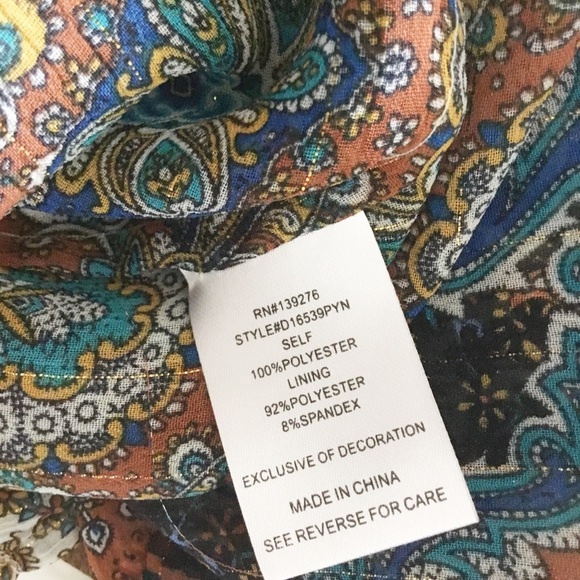 RN#139276
STYLE#D16539PYN
SELF
100%POLYESTER
LINING
92%POLYESTER
8%SPANDEX
EXCLUSIVE OF DECORATION
MADE IN CHINA
SEE REVERSE FOR CARE